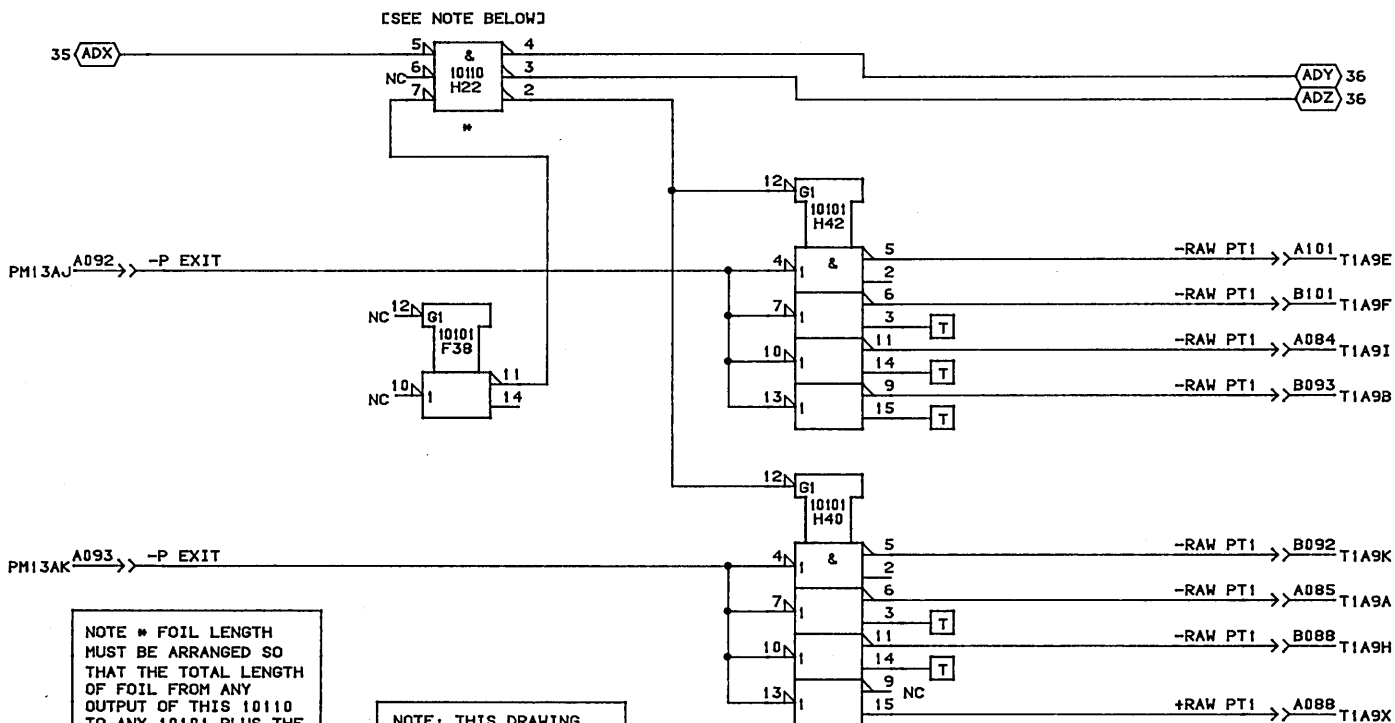 [SEE NOTE BELOW]
35 ADX
5 & 4
NC 6 10110 3
7 H22 2
*
ADY 36
ADZ 36
12 G1
10101
H42
PM13AJ A092 -P EXIT
4 1 & 5 -RAW PT1 A101 T1A9E
2
7 1 6 -RAW PT1 B101 T1A9F
3 T
10 1 11 -RAW PT1 A084 T1A9I
14 T
13 1 9 -RAW PT1 B093 T1A9B
15 T
NC 12 G1
10101
F38
NC 10 1 11
14
12 G1
10101
H40
PM13AK A093 -P EXIT
4 1 & 5 -RAW PT1 B092 T1A9K
2
7 1 6 -RAW PT1 A085 T1A9A
3 T
10 1 11 -RAW PT1 B088 T1A9H
14 T
13 1 9 NC
15 +RAW PT1 A088 T1A9X
NOTE * FOIL LENGTH
MUST BE ARRANGED SO
THAT THE TOTAL LENGTH
OF FOIL FROM ANY
OUTPUT OF THIS 10110
TO ANY 10101 PLUS THE
NOTE: THIS DRAWING